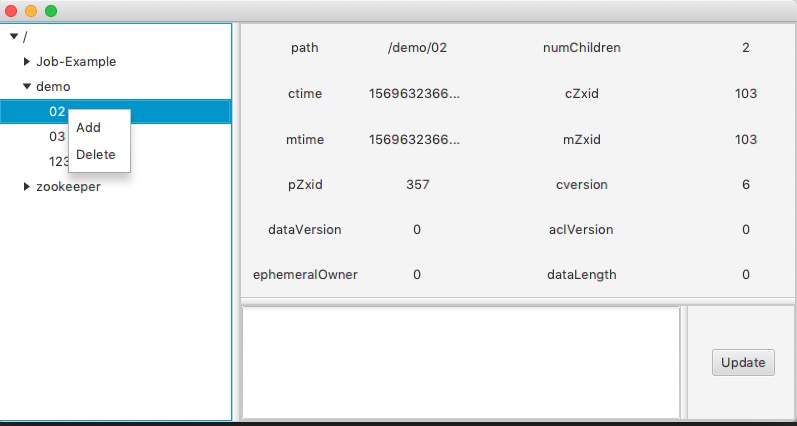 /
Job-Example
demo
02
03
123
zookeeper
Add
Delete
path /demo/02 numChildren 2
ctime 1569632366... cZxid 103
mtime 1569632366... mZxid 103
pZxid 357 cversion 6
dataVersion 0 aclVersion 0
ephemeralOwner 0 dataLength 0
Update